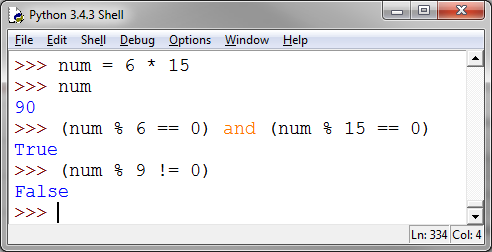 Python 3.4.3 Shell
File Edit Shell Debug Options Window Help
>>> num = 6 * 15
>>> num
90
>>> (num % 6 == 0) and (num % 15 == 0)
True
>>> (num % 9 != 0)
False
>>>
Ln: 334 Col: 4